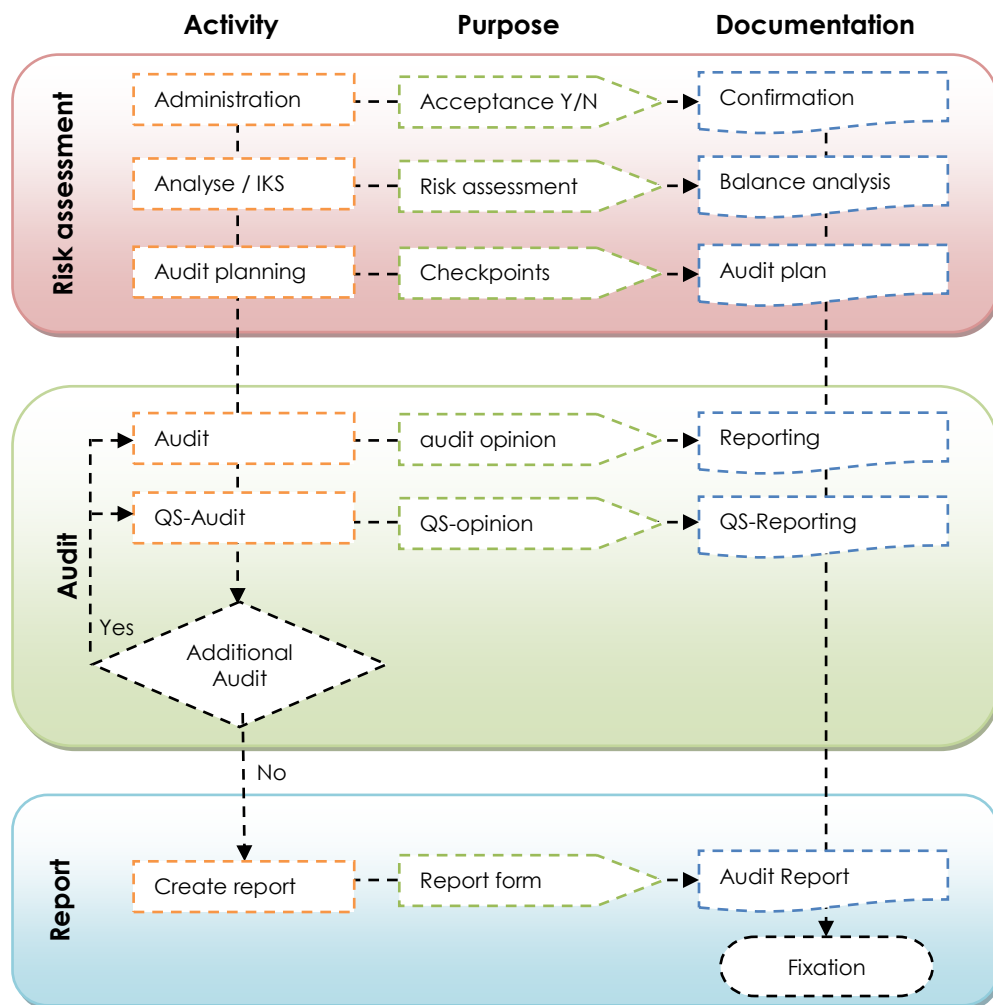 Activity
Purpose
Documentation
Risk assessment
Administration
Acceptance Y/N
Confirmation
Analyse / IKS
Risk assessment
Balance analysis
Audit planning
Checkpoints
Audit plan
Audit
Audit
audit opinion
Reporting
QS-Audit
QS-opinion
QS-Reporting
Yes
Additional
Audit
No
Report
Create report
Report form
Audit Report
Fixation